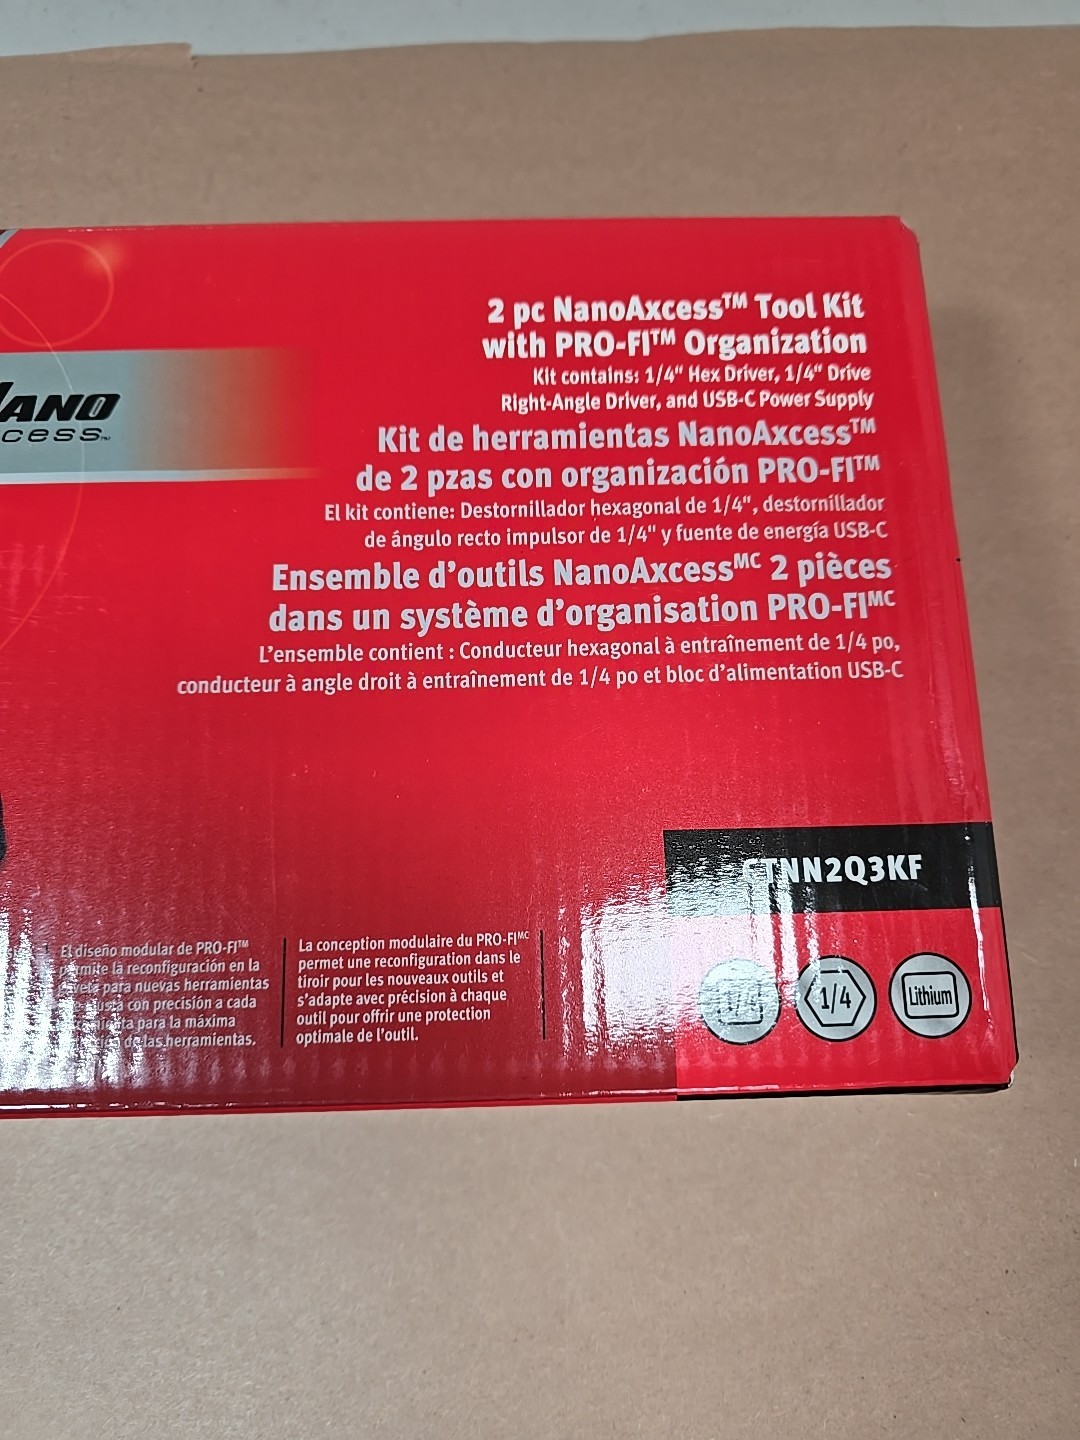 2 pc NanoAxcess™ Tool Kit
with PRO-FI™ Organization
Kit contains: 1/4" Hex Driver, 1/4" Drive
Right-Angle Driver, and USB-C Power Supply
Kit de herramientas NanoAxcess™
de 2 pzas con organización PRO-FI™
El kit contiene: Destornillador hexagonal de 1/4", destornillador
de ángulo recto impulsor de 1/4" y fuente de energía USB-C
Ensemble d'outils NanoAxcessᴹᶜ 2 pièces
dans un système d'organisation PRO-FIᴹᶜ
L'ensemble contient : Conducteur hexagonal à entraînement de 1/4 po,
conducteur à angle droit à entraînement de 1/4 po et bloc d'alimentation USB-C
CTNN2Q3KF
El diseño modular de PRO-FI™
la reconfiguración en la
para nuevas herramientas
con precisión a cada
para la máxima
de las herramientas.
La conception modulaire du PRO-FIᴹᶜ
permet une reconfiguration dans le
tiroir pour les nouveaux outils et
s'adapte avec précision à chaque
outil pour offrir une protection
optimale de l'outil.
1/4
1/4
Lithium